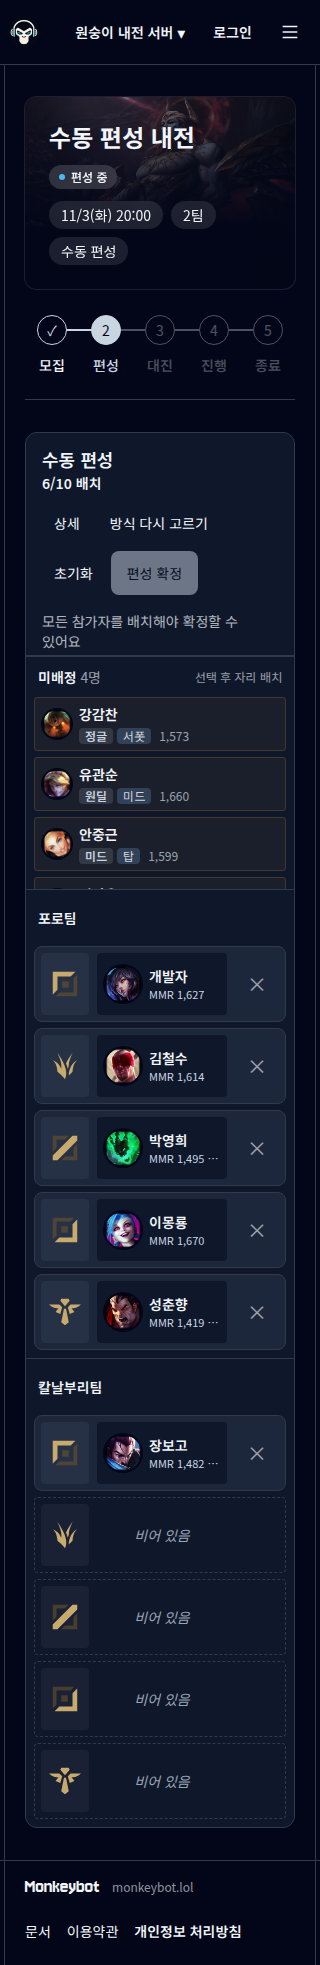 원숭이 내전 서버 ▾ 로그인
수동 편성 내전
편성 중
11/3(화) 20:00 2팀
수동 편성
✓ 2 3 4 5
모집 편성 대진 진행 종료
수동 편성
6/10 배치
상세 방식 다시 고르기
초기화 편성 확정
모든 참가자를 배치해야 확정할 수
있어요
미배정 4명 선택 후 자리 배치
강감찬
정글 서폿 1,573
유관순
원딜 미드 1,660
안중근
미드 탑 1,599
포로팀
개발자
MMR 1,627
김철수
MMR 1,614
박영희
MMR 1,495 ···
이몽룡
MMR 1,670
성춘향
MMR 1,419 ···
칼날부리팀
장보고
MMR 1,482 ···
비어 있음
비어 있음
비어 있음
비어 있음
Monkeybot monkeybot.lol
문서 이용약관 개인정보 처리방침